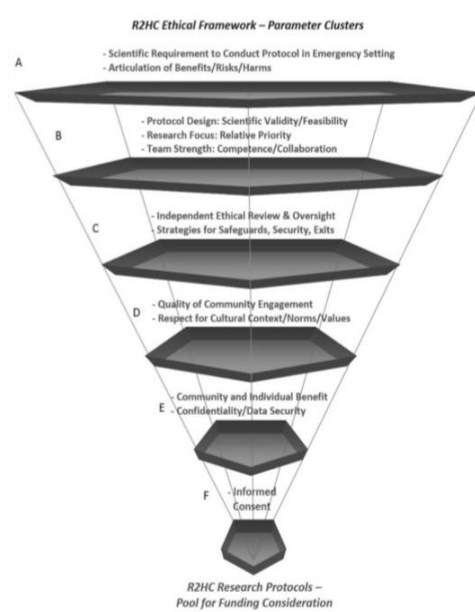 R2HC Ethical Framework – Parameter Clusters
A
- Scientific Requirement to Conduct Protocol in Emergency Setting
- Articulation of Benefits/Risks/Harms
B
- Protocol Design: Scientific Validity/Feasibility
- Research Focus: Relative Priority
- Team Strength: Competence/Collaboration
C
- Independent Ethical Review & Oversight
- Strategies for Safeguards, Security, Exits
D
- Quality of Community Engagement
- Respect for Cultural Context/Norms/Values
E
- Community and Individual Benefit
- Confidentiality/Data Security
F
- Informed
Consent
R2HC Research Protocols –
Pool for Funding Consideration